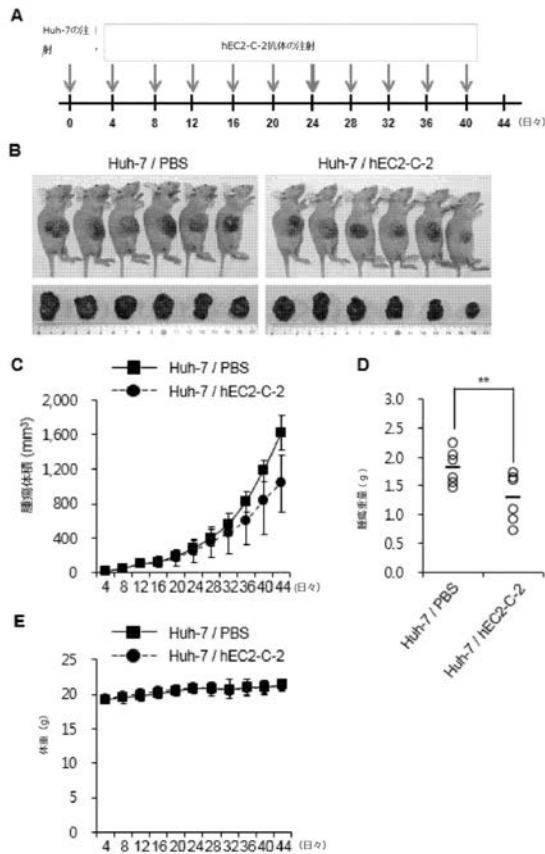 A
Huh-7の注
射
hEC2-C-2抗体の注射
0 4 8 12 16 20 24 28 32 36 40 44 (日々)
B
Huh-7 / PBS Huh-7 / hEC2-C-2
C
Huh-7 / PBS
Huh-7 / hEC2-C-2
腫瘍体積 (mm³)
2,000
1,600
1,200
800
400
0
4 8 12 16 20 24 28 32 36 40 44 (日々)
D
**
腫瘍重量 (g)
3.0
2.5
2.0
1.5
1.0
0.5
0.0
Huh-7 / PBS
Huh-7 / hEC2-C-2
E
Huh-7 / PBS
Huh-7 / hEC2-C-2
体重 (g)
25
20
15
10
5
0
4 8 12 16 20 24 28 32 36 40 44 (日々)